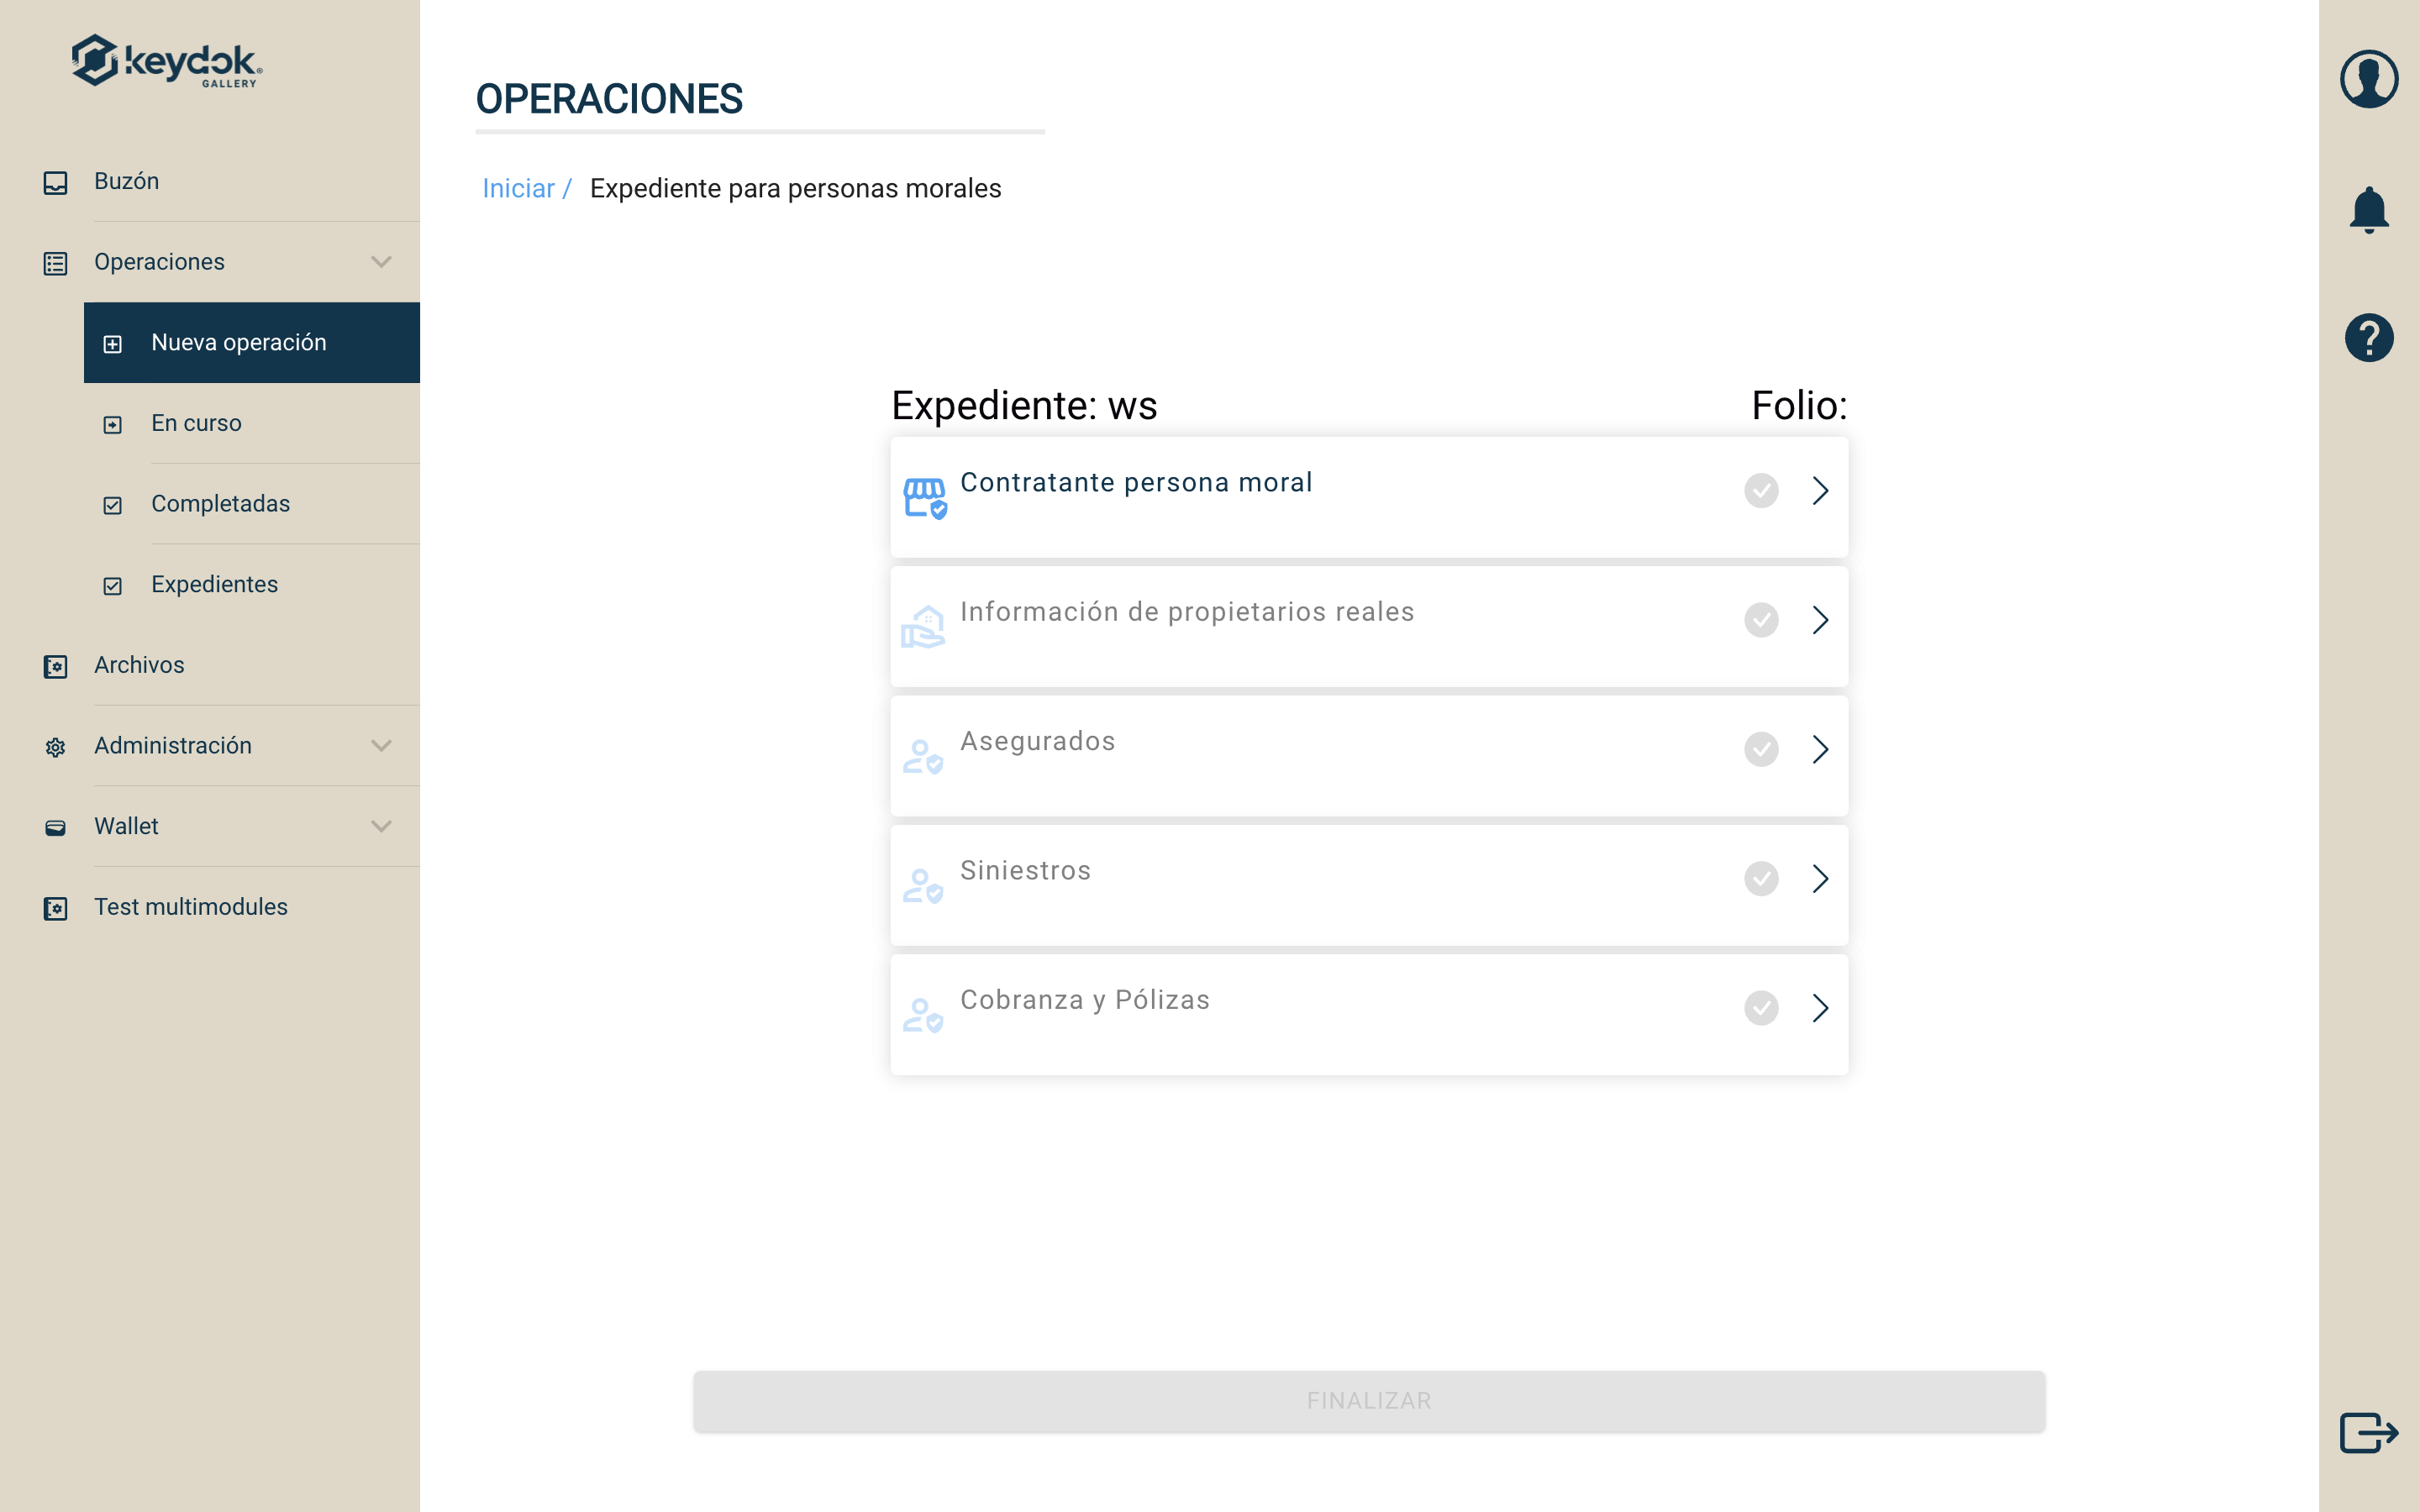 keydok®
GALLERY
Buzón
Operaciones
Nueva operación
En curso
Completadas
Expedientes
Archivos
Administración
Wallet
Test multimodules
OPERACIONES
Iniciar / Expediente para personas morales
Expediente: ws Folio:
Contratante persona moral
Información de propietarios reales
Asegurados
Siniestros
Cobranza y Pólizas
FINALIZAR